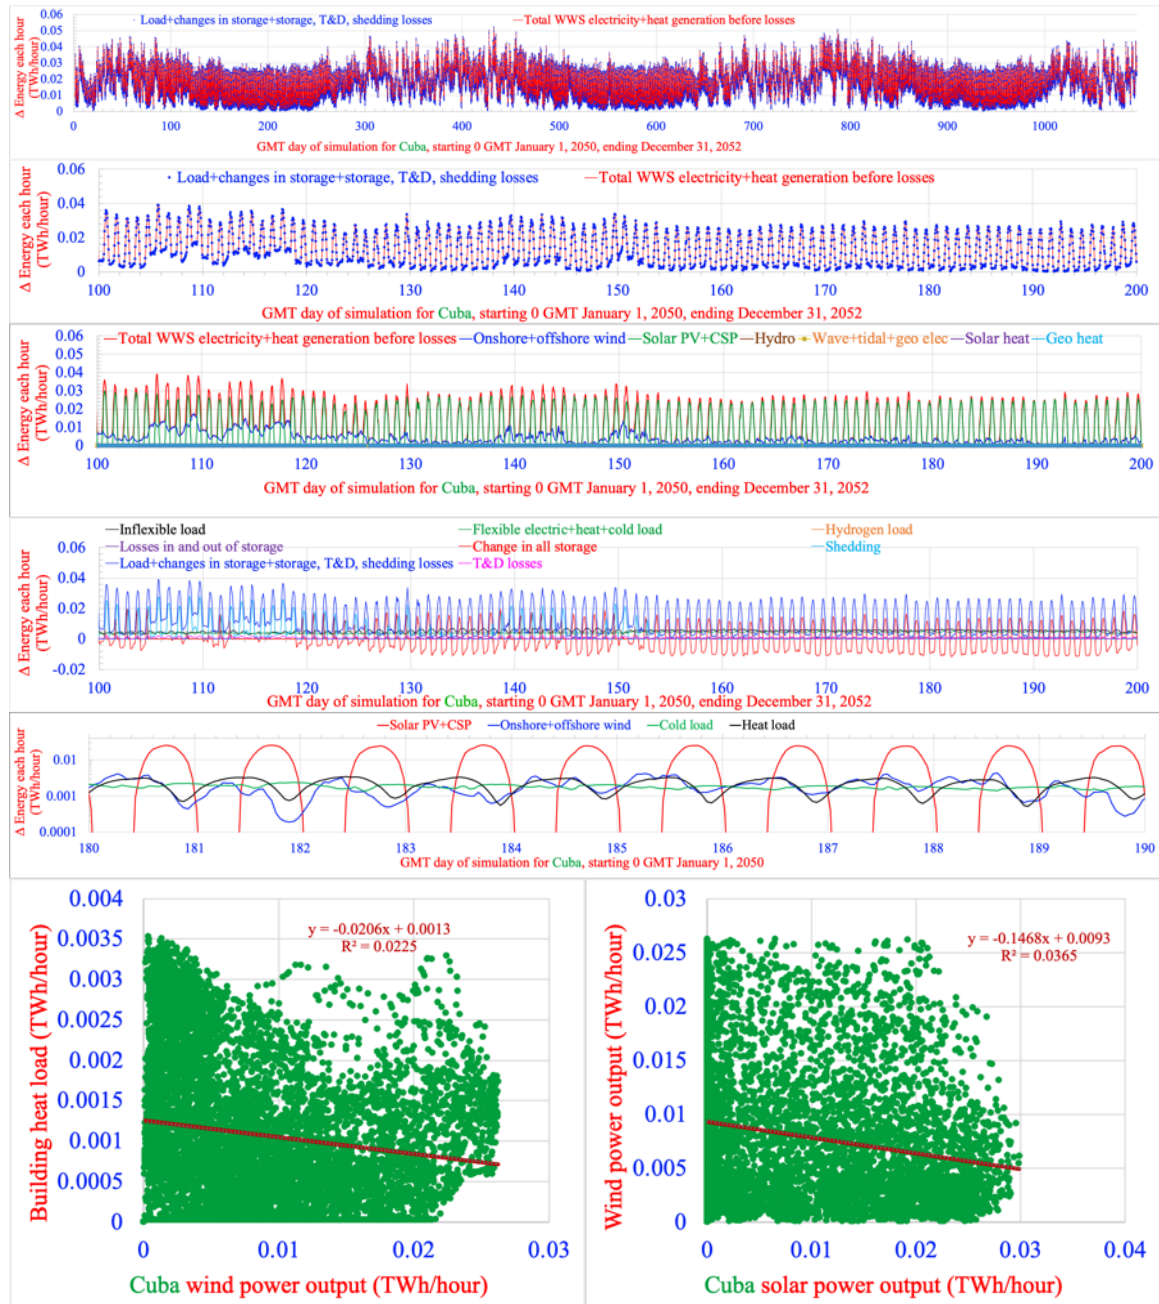 Load+changes in storage+storage, T&D, shedding losses —Total WWS electricity+heat generation before losses
Δ Energy each hour
(TWh/hour)
0.06
0.05
0.04
0.03
0.02
0.01
0
0 100 200 300 400 500 600 700 800 900 1000
GMT day of simulation for Cuba, starting 0 GMT January 1, 2050, ending December 31, 2052
• Load+changes in storage+storage, T&D, shedding losses —Total WWS electricity+heat generation before losses
Δ Energy each hour
(TWh/hour)
0.06
0.04
0.02
0
100 110 120 130 140 150 160 170 180 190 200
GMT day of simulation for Cuba, starting 0 GMT January 1, 2050, ending December 31, 2052
—Total WWS electricity+heat generation before losses —Onshore+offshore wind —Solar PV+CSP —Hydro Wave+tidal+geo elec —Solar heat —Geo heat
Δ Energy each hour
(TWh/hour)
0.06
0.05
0.04
0.03
0.02
0.01
0
100 110 120 130 140 150 160 170 180 190 200
GMT day of simulation for Cuba, starting 0 GMT January 1, 2050, ending December 31, 2052
—Inflexible load —Flexible electric+heat+cold load —Hydrogen load
—Losses in and out of storage —Change in all storage —Shedding
—Load+changes in storage+storage, T&D, shedding losses —T&D losses
Δ Energy each hour
(TWh/hour)
0.06
0.04
0.02
0
-0.02
100 110 120 130 140 150 160 170 180 190 200
GMT day of simulation for Cuba, starting 0 GMT January 1, 2050, ending December 31, 2052
—Solar PV+CSP —Onshore+offshore wind —Cold load —Heat load
Δ Energy each hour
(TWh/hour)
0.01
0.001
0.0001
180 181 182 183 184 185 186 187 188 189 190
GMT day of simulation for Cuba, starting 0 GMT January 1, 2050
Building heat load (TWh/hour)
0.004
0.0035
0.003
0.0025
0.002
0.0015
0.001
0.0005
0
y = -0.0206x + 0.0013
R² = 0.0225
0 0.01 0.02 0.03
Cuba wind power output (TWh/hour)
Wind power output (TWh/hour)
0.03
0.025
0.02
0.015
0.01
0.005
0
y = -0.1468x + 0.0093
R² = 0.0365
0 0.01 0.02 0.03 0.04
Cuba solar power output (TWh/hour)